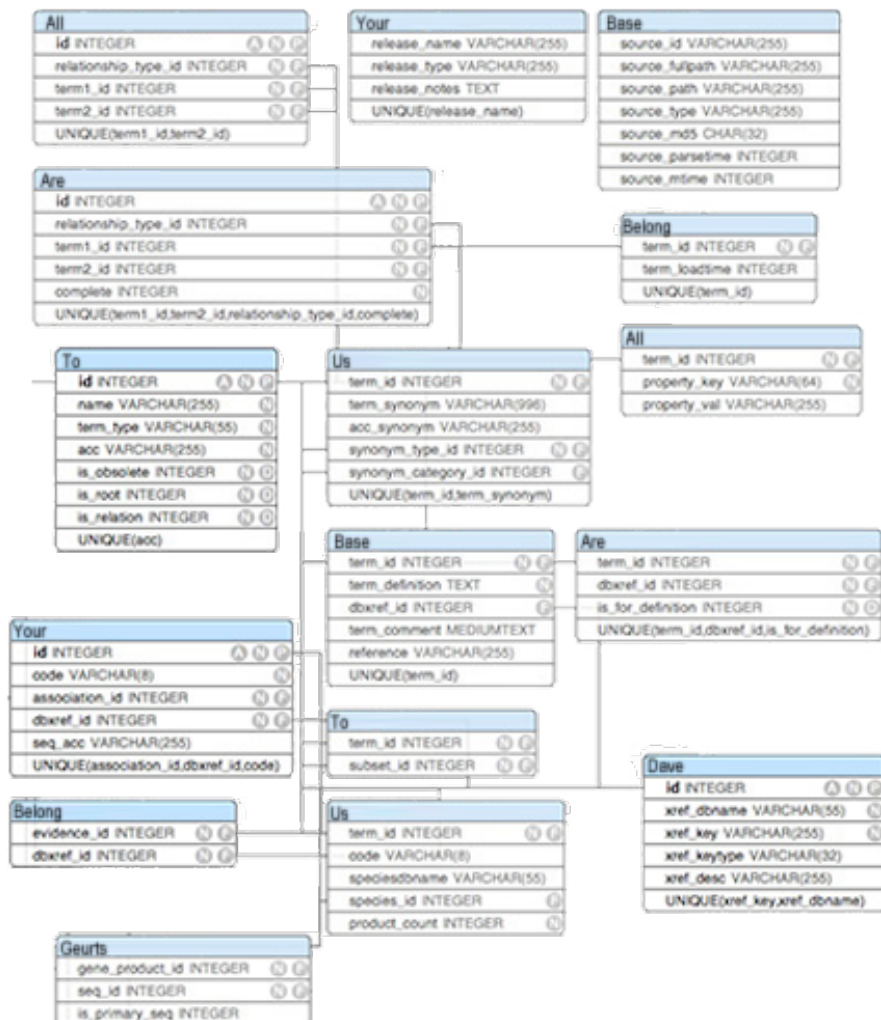 All
id INTEGER A N P
relationship_type_id INTEGER N F
term1_id INTEGER N F
term2_id INTEGER N F
UNIQUE(term1_id,term2_id)
Your
release_name VARCHAR(255)
release_type VARCHAR(255)
release_notes TEXT
UNIQUE(release_name)
Base
source_id VARCHAR(255)
source_fullpath VARCHAR(255)
source_path VARCHAR(255)
source_type VARCHAR(255)
source_md5 CHAR(32)
source_parsetime INTEGER
source_mtime INTEGER
Are
id INTEGER
relationship_type_id INTEGER
term1_id INTEGER
term2_id INTEGER
complete INTEGER
UNIQUE(term1_id,term2_id,relationship_type_id,complete)
Belong
term_id INTEGER
term_loadtime INTEGER
UNIQUE(term_id)
All
term_id INTEGER
property_key VARCHAR(64)
property_val VARCHAR(255)
To
id INTEGER
name VARCHAR(255)
term_type VARCHAR(55)
acc VARCHAR(255)
is_obsolete INTEGER
is_root INTEGER
is_relation INTEGER
UNIQUE(acc)
Us
term_id INTEGER
term_synonym VARCHAR(996)
acc_synonym VARCHAR(255)
synonym_type_id INTEGER
synonym_category_id INTEGER
UNIQUE(term_id,term_synonym)
Base
term_id INTEGER
term_definition TEXT
dbxref_id INTEGER
term_comment MEDIUMTEXT
reference VARCHAR(255)
UNIQUE(term_id)
Are
term_id INTEGER
dbxref_id INTEGER
is_for_definition INTEGER
UNIQUE(term_id,dbxref_id,is_for_definition)
Your
id INTEGER
code VARCHAR(8)
association_id INTEGER
dbxref_id INTEGER
seq_acc VARCHAR(255)
UNIQUE(association_id,dbxref_id,code)
To
term_id INTEGER
subset_id INTEGER
Dave
id INTEGER
xref_dbname VARCHAR(55)
xref_key VARCHAR(255)
xref_keytype VARCHAR(32)
xref_desc VARCHAR(255)
UNIQUE(xref_key,xref_dbname)
Belong
evidence_id INTEGER
dbxref_id INTEGER
Us
term_id INTEGER
code VARCHAR(8)
speciesdbname VARCHAR(55)
species_id INTEGER
product_count INTEGER
Geurts
gene_product_id INTEGER
seq_id INTEGER
is_primary_seq INTEGER